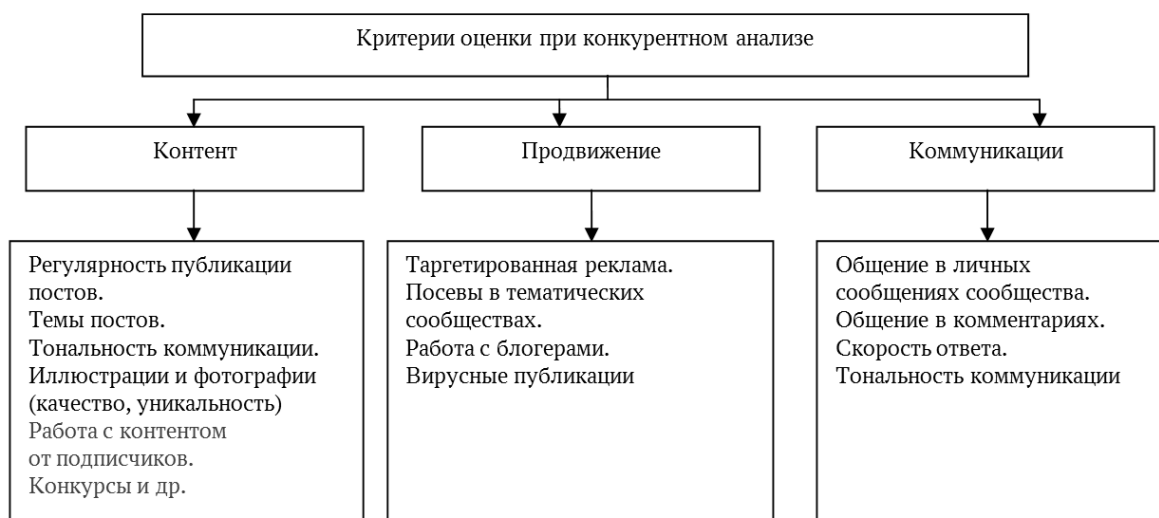 Критерии оценки при конкурентном анализе
Контент
Продвижение
Коммуникации
Регулярность публикации
постов.
Темы постов.
Тональность коммуникации.
Иллюстрации и фотографии
(качество, уникальность)
Работа с контентом
от подписчиков.
Конкурсы и др.
Таргетированная реклама.
Посевы в тематических
сообществах.
Работа с блогерами.
Вирусные публикации
Общение в личных
сообщениях сообщества.
Общение в комментариях.
Скорость ответа.
Тональность коммуникации